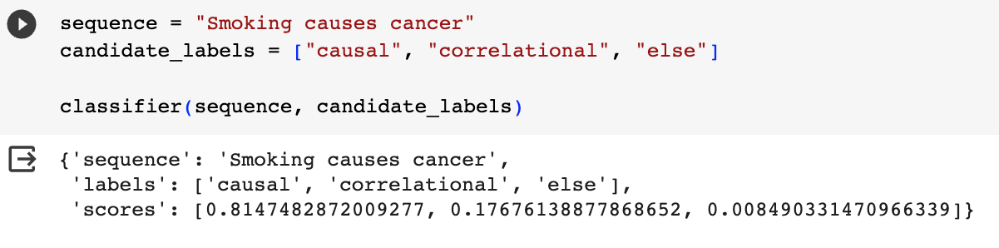 sequence = "Smoking causes cancer"
candidate_labels = ["causal", "correlational", "else"]
classifier(sequence, candidate_labels)
{'sequence': 'Smoking causes cancer',
'labels': ['causal', 'correlational', 'else'],
'scores': [0.8147482872009277, 0.17676138877868652, 0.008490331470966339]}